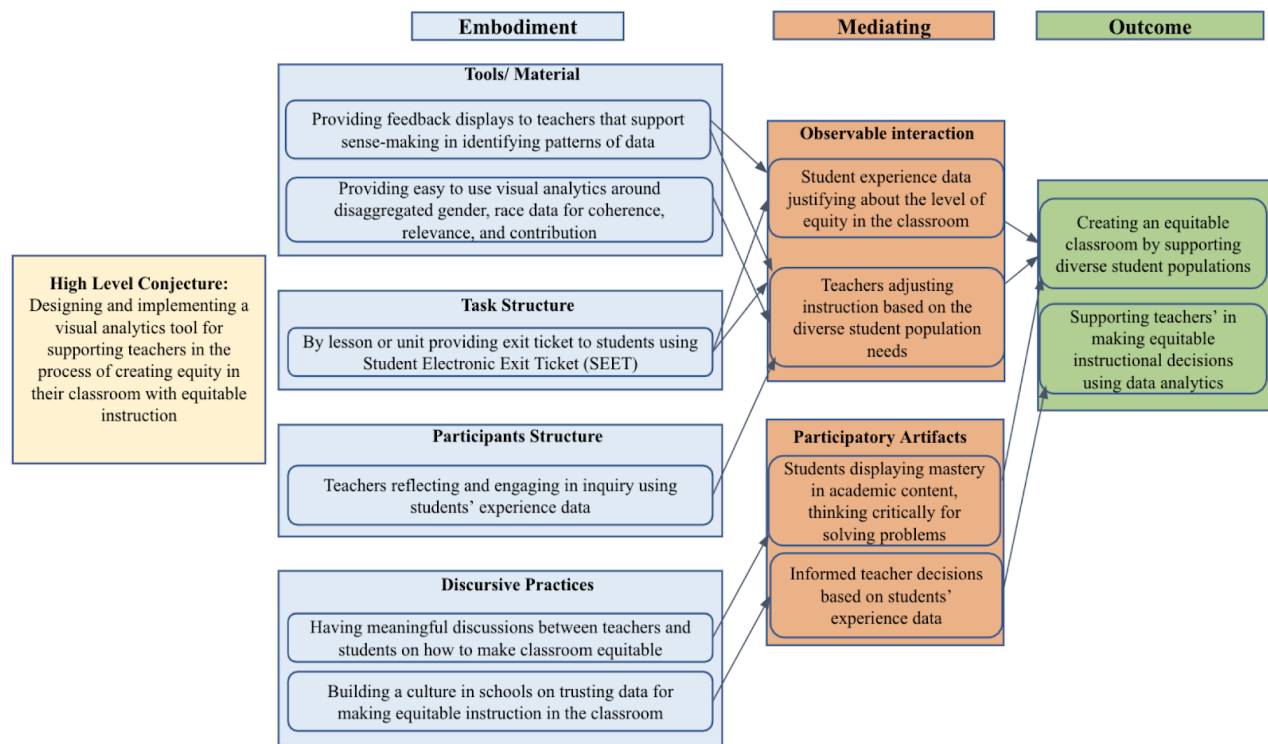 Embodiment
Mediating
Outcome
High Level Conjecture:
Designing and implementing a
visual analytics tool for
supporting teachers in the
process of creating equity in
their classroom with equitable
instruction
Tools/ Material
Providing feedback displays to teachers that support
sense-making in identifying patterns of data
Providing easy to use visual analytics around
disaggregated gender, race data for coherence,
relevance, and contribution
Task Structure
By lesson or unit providing exit ticket to students using
Student Electronic Exit Ticket (SEET)
Participants Structure
Teachers reflecting and engaging in inquiry using
students’ experience data
Discursive Practices
Having meaningful discussions between teachers and
students on how to make classroom equitable
Building a culture in schools on trusting data for
making equitable instruction in the classroom
Observable interaction
Student experience data
justifying about the level of
equity in the classroom
Teachers adjusting
instruction based on the
diverse student population
needs
Participatory Artifacts
Students displaying mastery
in academic content,
thinking critically for
solving problems
Informed teacher decisions
based on students’
experience data
Creating an equitable
classroom by supporting
diverse student populations
Supporting teachers’ in
making equitable
instructional decisions
using data analytics